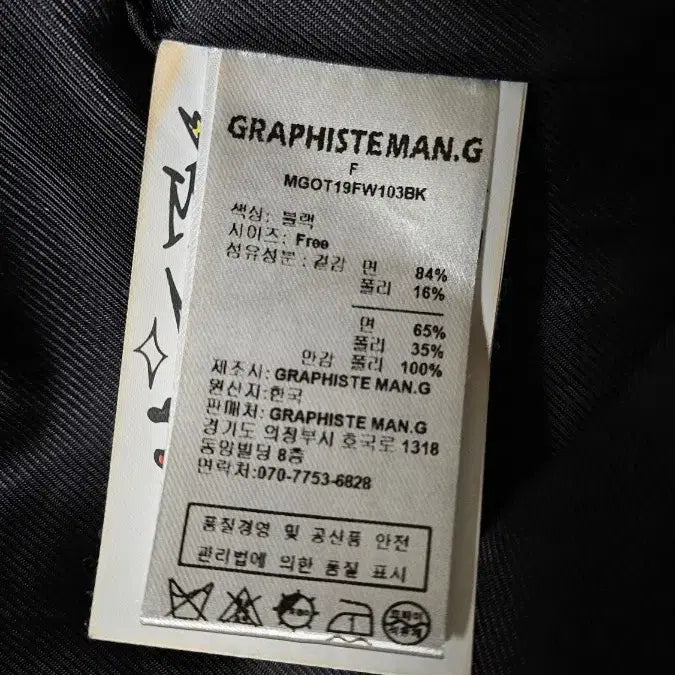 GRAPHISTEMAN.G
F
MGOT19FW103BK
색상: 블랙
시이즈: Free
섬유성분 : 겉감 면 84%
폴리 16%
면 65%
폴리 35%
안감 폴리 100%
제조사: GRAPHISTE MAN.G
원산지:한국
판매처: GRAPHISTE MAN.G
경기도 의정부시 호국로 1318
동양빌딩 8층
연락처:070-7753-6828
품질경영 및 공산품 안전
관리법에 의한 품질 표시